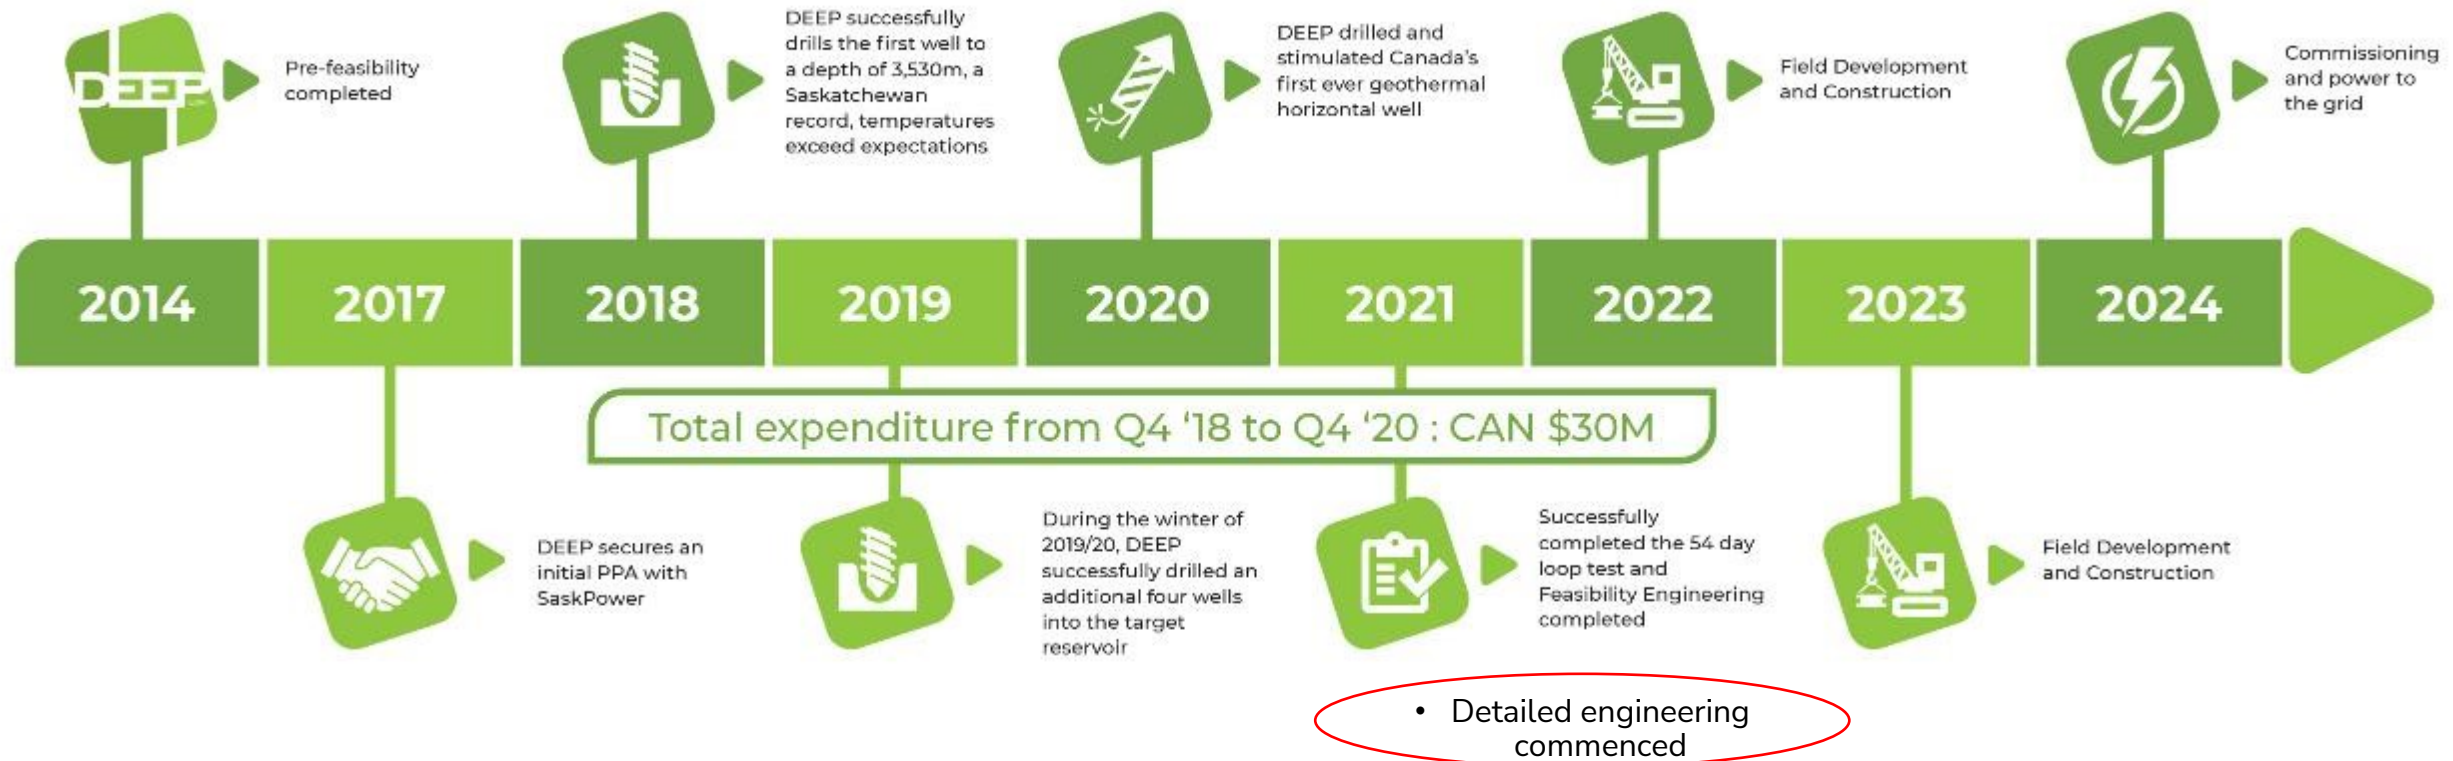 DEEP
Pre-feasibility
completed
DEEP successfully
drills the first well to
a depth of 3,530m, a
Saskatchewan
record, temperatures
exceed expectations
DEEP drilled and
stimulated Canada's
first ever geothermal
horizontal well
Field Development
and Construction
Commissioning
and power to
the grid
2014
2017
2018
2019
2020
2021
2022
2023
2024
Total expenditure from Q4 '18 to Q4 '20 : CAN $30M
DEEP secures an
initial PPA with
SaskPower
During the winter of
2019/20, DEEP
successfully drilled an
additional four wells
into the target
reservoir
Successfully
completed the 54 day
loop test and
Feasibility Engineering
completed
Field Development
and Construction
• Detailed engineering
commenced